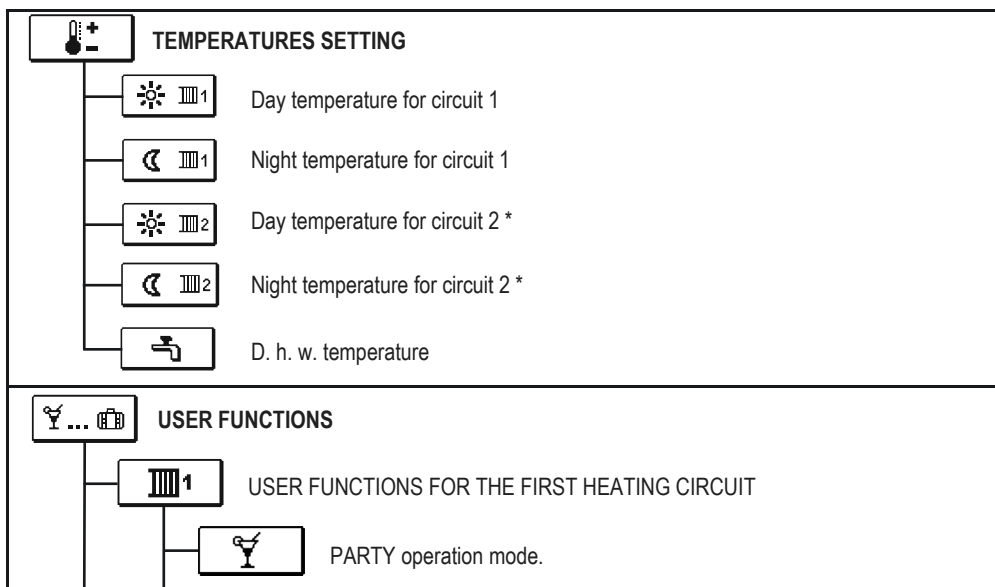 TEMPERATURES SETTING
1 Day temperature for circuit 1
1 Night temperature for circuit 1
2 Day temperature for circuit 2 *
2 Night temperature for circuit 2 *
D. h. w. temperature
... USER FUNCTIONS
1 USER FUNCTIONS FOR THE FIRST HEATING CIRCUIT
PARTY operation mode.